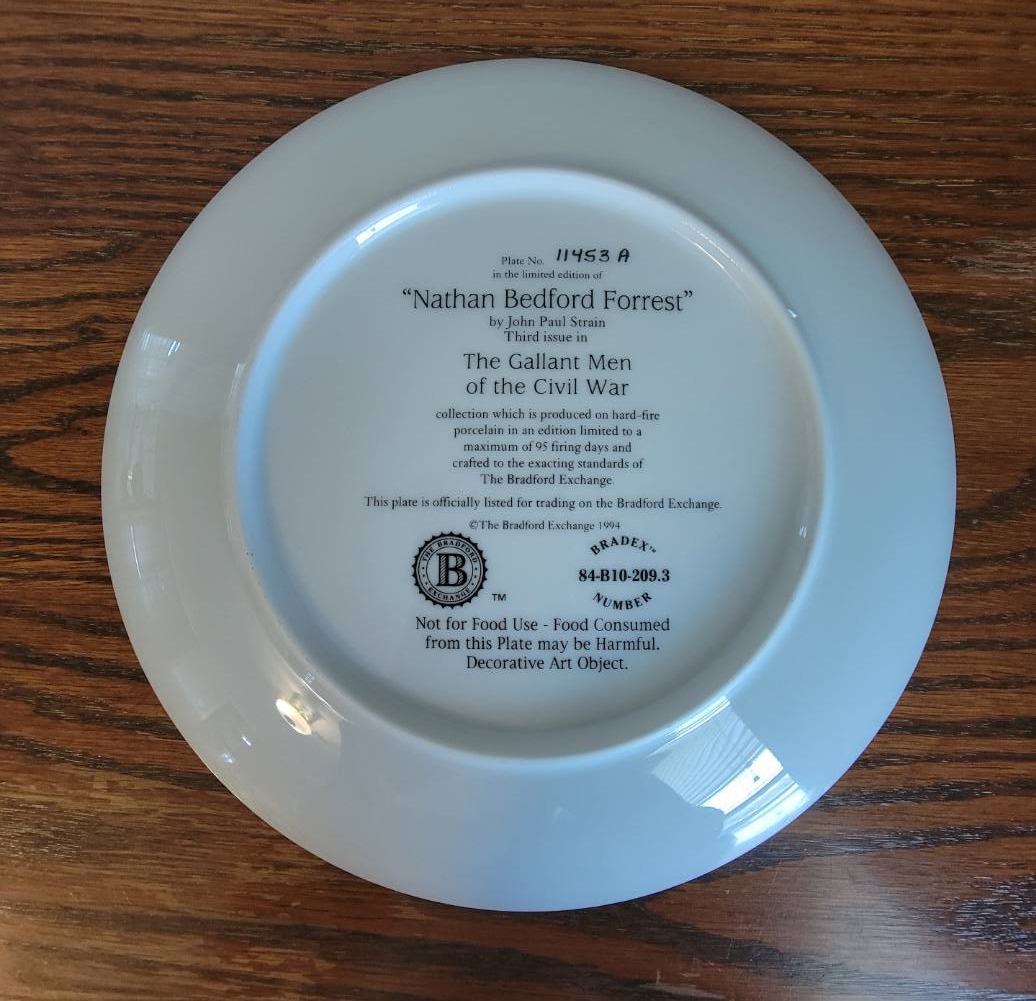 Plate No. 11453 A
in the limited edition of
“Nathan Bedford Forrest”
by John Paul Strain
Third issue in
The Gallant Men
of the Civil War
collection which is produced on hard-fire
porcelain in an edition limited to a
maximum of 95 firing days and
crafted to the exacting standards of
The Bradford Exchange.
This plate is officially listed for trading on the Bradford Exchange.
©The Bradford Exchange 1994
THE BRADFORD
B
EXCHANGE
TM
BRADEX™
84-B10-209.3
NUMBER
Not for Food Use - Food Consumed
from this Plate may be Harmful.
Decorative Art Object.